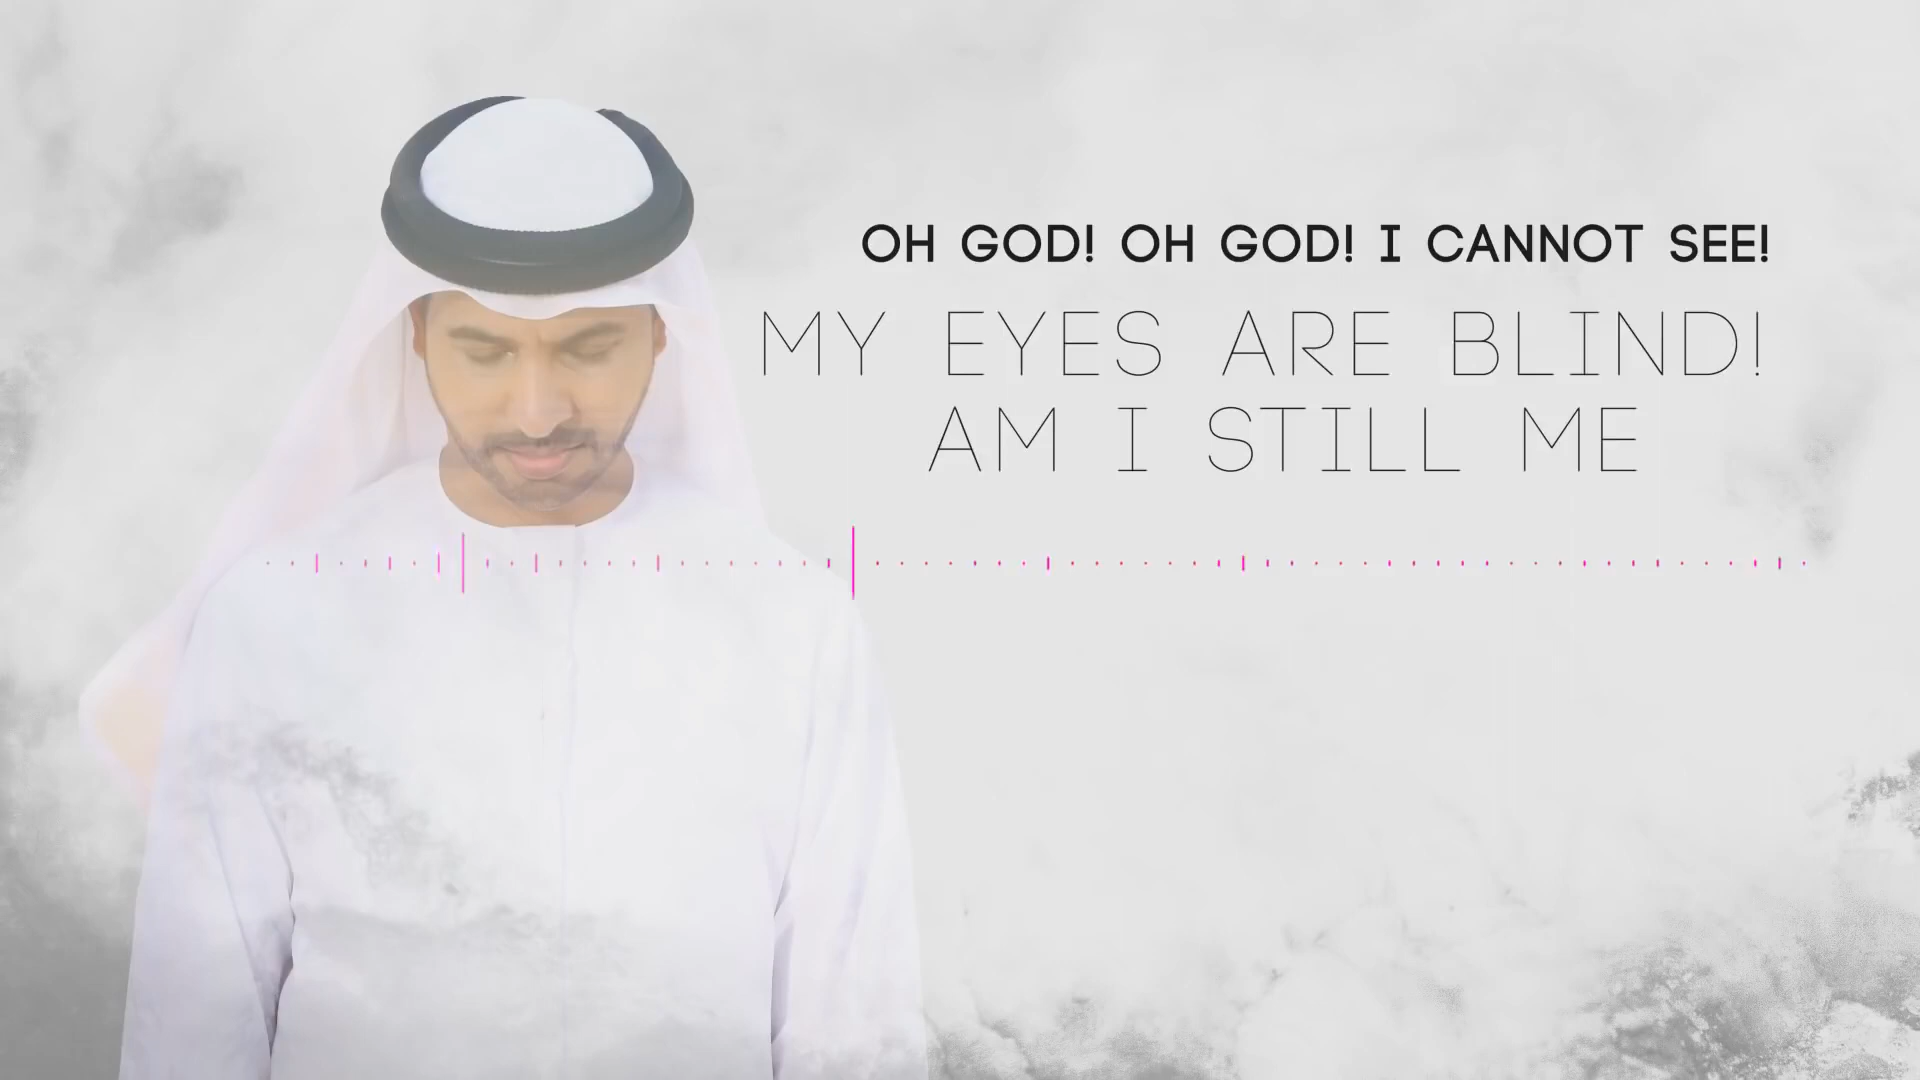 OH GOD! OH GOD! I CANNOT SEE!
MY EYES ARE BLIND!
AM I STILL ME